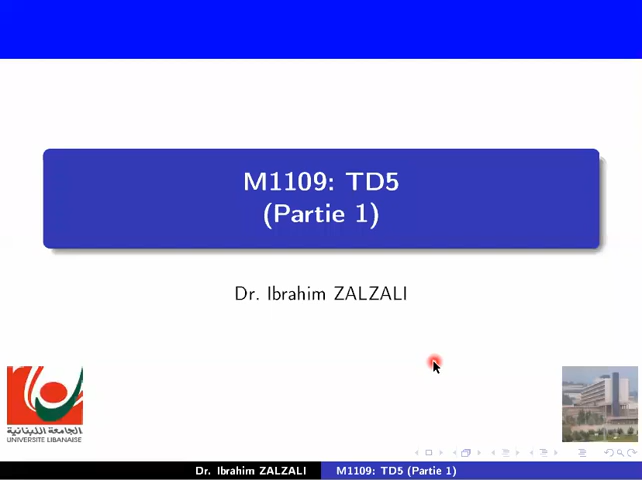 M1109: TD5
(Partie 1)
Dr. Ibrahim ZALZALI
الجامعة اللبنانية
UNIVERSITE LIBANAISE
Dr. Ibrahim ZALZALI
M1109: TD5 (Partie 1)